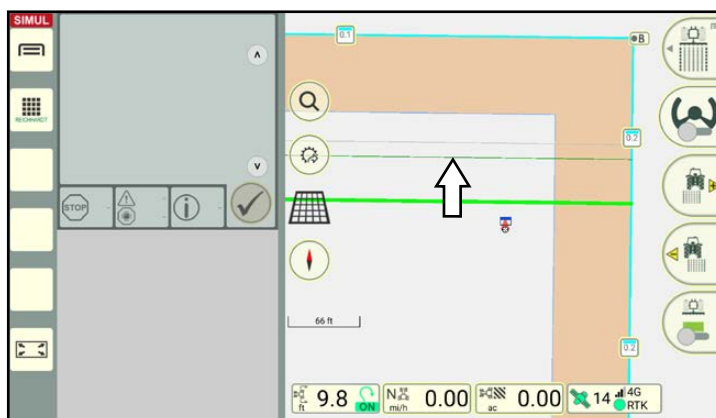 SIMUL
REICHHARDT
STOP
66 ft
0.1
B
0.2
0.2
ft 9.8 ON
N mi/h 0.00
ac 0.00
14 4G
RTK